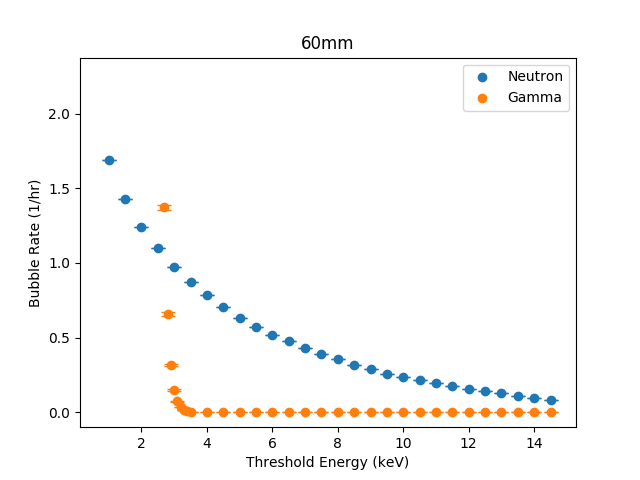 60mm
Neutron
Gamma
Bubble Rate (1/hr)
2.0
1.5
1.0
0.5
0.0
2 4 6 8 10 12 14
Threshold Energy (keV)